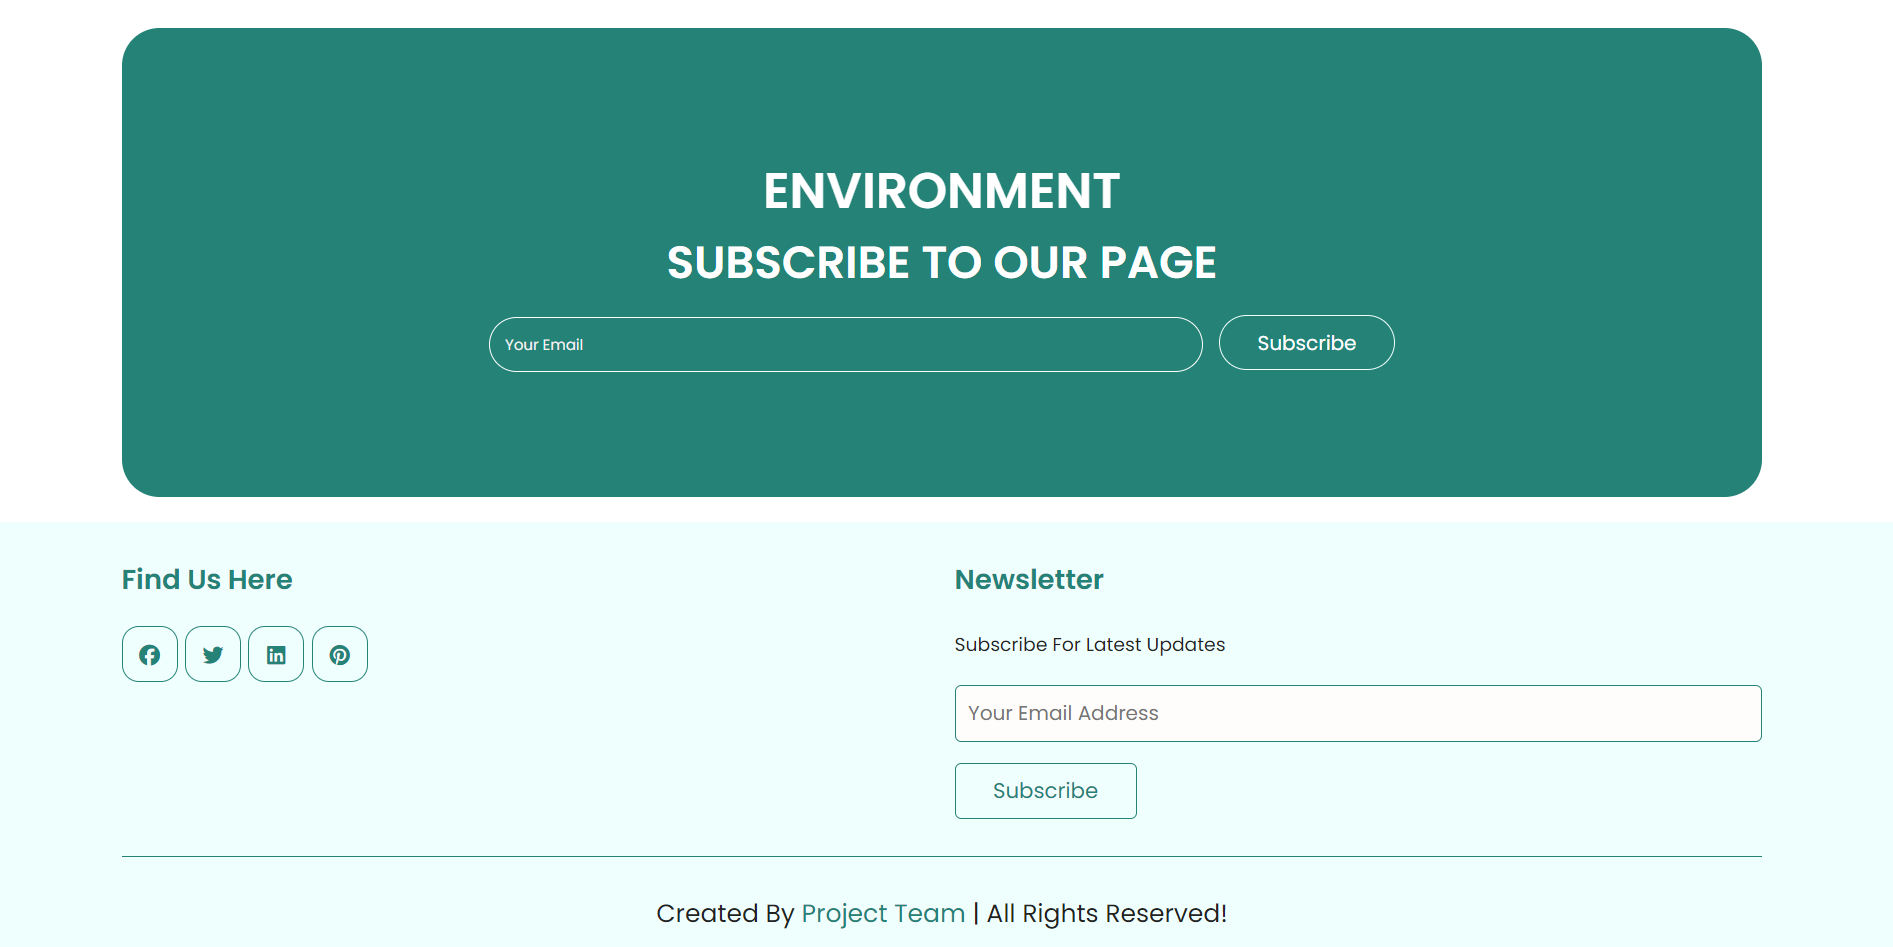 ENVIRONMENT
SUBSCRIBE TO OUR PAGE
Your Email
Subscribe
Find Us Here
Newsletter
Subscribe For Latest Updates
Your Email Address
Subscribe
Created By Project Team | All Rights Reserved!